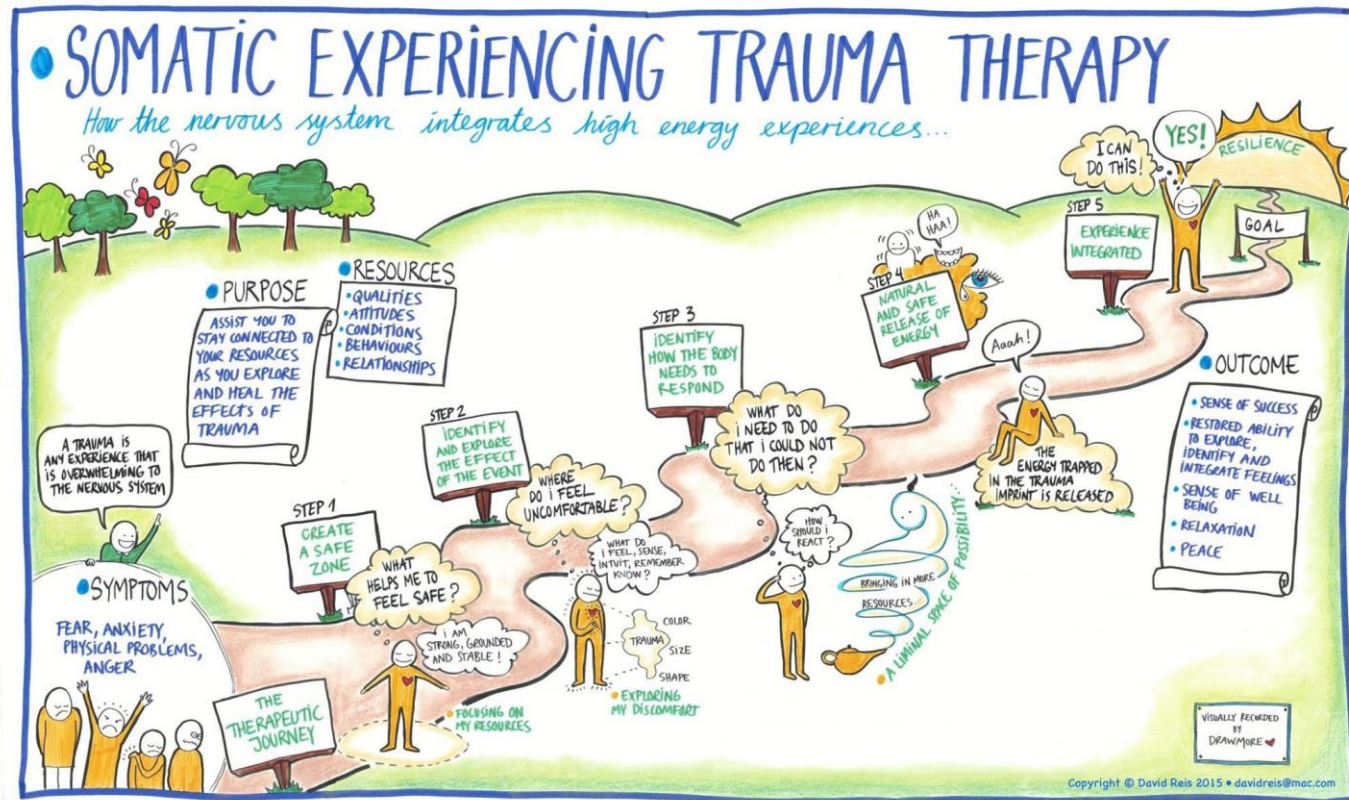 SOMATIC EXPERIENCING TRAUMA THERAPY
How the nervous system integrates high energy experiences...
PURPOSE
ASSIST YOU TO
STAY CONNECTED TO
YOUR RESOURCES
AS YOU EXPLORE
AND HEAL THE
EFFECTS OF
TRAUMA
RESOURCES
• QUALITIES
• ATTITUDES
• CONDITIONS
• BEHAVIOURS
• RELATIONSHIPS
A TRAUMA IS
ANY EXPERIENCE THAT
IS OVERWHELMING TO
THE NERVOUS SYSTEM
SYMPTOMS
FEAR, ANXIETY,
PHYSICAL PROBLEMS,
ANGER
THE
THERAPEUTIC
JOURNEY
STEP 1
CREATE
A SAFE
ZONE
WHAT
HELPS ME TO
FEEL SAFE?
I AM
STRONG, GROUNDED
AND STABLE!
• FOCUSING ON
MY RESOURCES
STEP 2
IDENTIFY
AND EXPLORE
THE EFFECT
OF THE EVENT
WHERE
DO I FEEL
UNCOMFORTABLE?
WHAT DO
I FEEL, SENSE,
INTUIT, REMEMBER
KNOW?
COLOR
TRAUMA
SIZE
SHAPE
• EXPLORING
MY DISCOMFORT
STEP 3
IDENTIFY
HOW THE BODY
NEEDS TO
RESPOND
WHAT DO
I NEED TO DO
THAT I COULD NOT
DO THEN?
HOW
SHOULD I
REACT?
BRINGING IN MORE
RESOURCES...
• A LIMINAL SPACE OF POSSIBILITY...
STEP 4
NATURAL
AND SAFE
RELEASE OF
ENERGY
HA
HAA!
Aaah!
THE
ENERGY TRAPPED
IN THE TRAUMA
IMPRINT IS RELEASED
STEP 5
EXPERIENCE
INTEGRATED
I CAN
DO THIS!
YES!
RESILIENCE
GOAL
OUTCOME
• SENSE OF SUCCESS
• RESTORED ABILITY
TO EXPLORE,
IDENTIFY AND
INTEGRATE FEELINGS
• SENSE OF WELL
BEING
• RELAXATION
• PEACE
VISUALLY RECORDED
BY
DRAWMORE
Copyright © David Reis 2015 • davidreis@mac.com